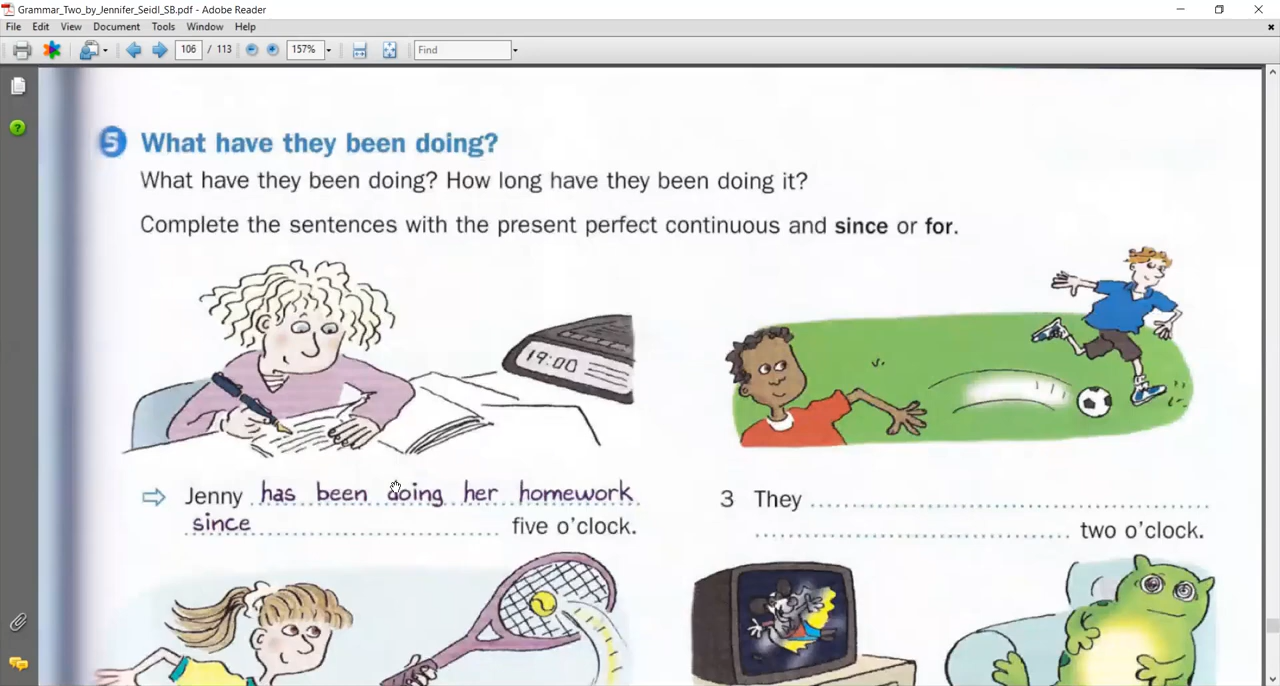 Grammar_Two_by_Jennifer_Seidl_SB.pdf - Adobe Reader
File Edit View Document Tools Window Help
106 / 113 157% Find
5 What have they been doing?
What have they been doing? How long have they been doing it?
Complete the sentences with the present perfect continuous and since or for.
19:00
Jenny has been doing her homework
since five o'clock.
3 They
two o'clock.